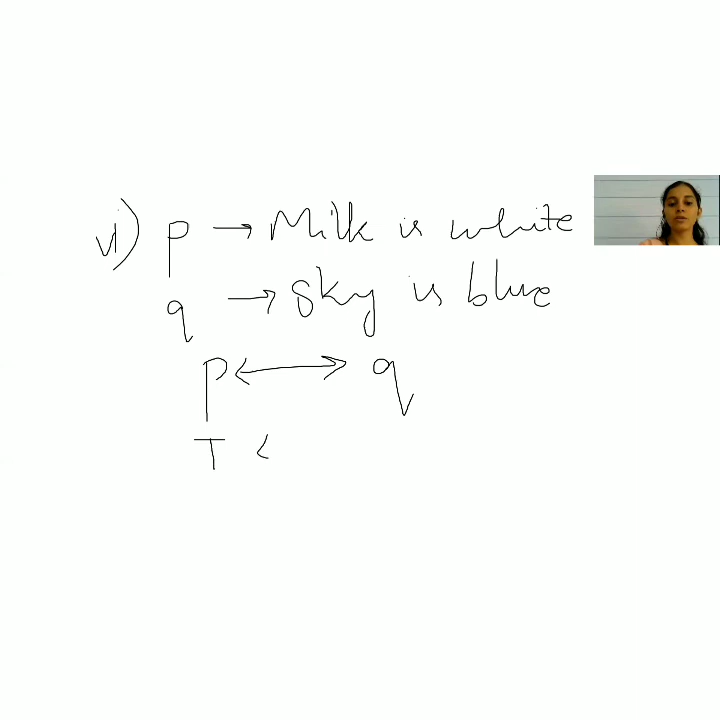 vi) p → Milk is white
q → Sky is blue
p ↔ q
T <